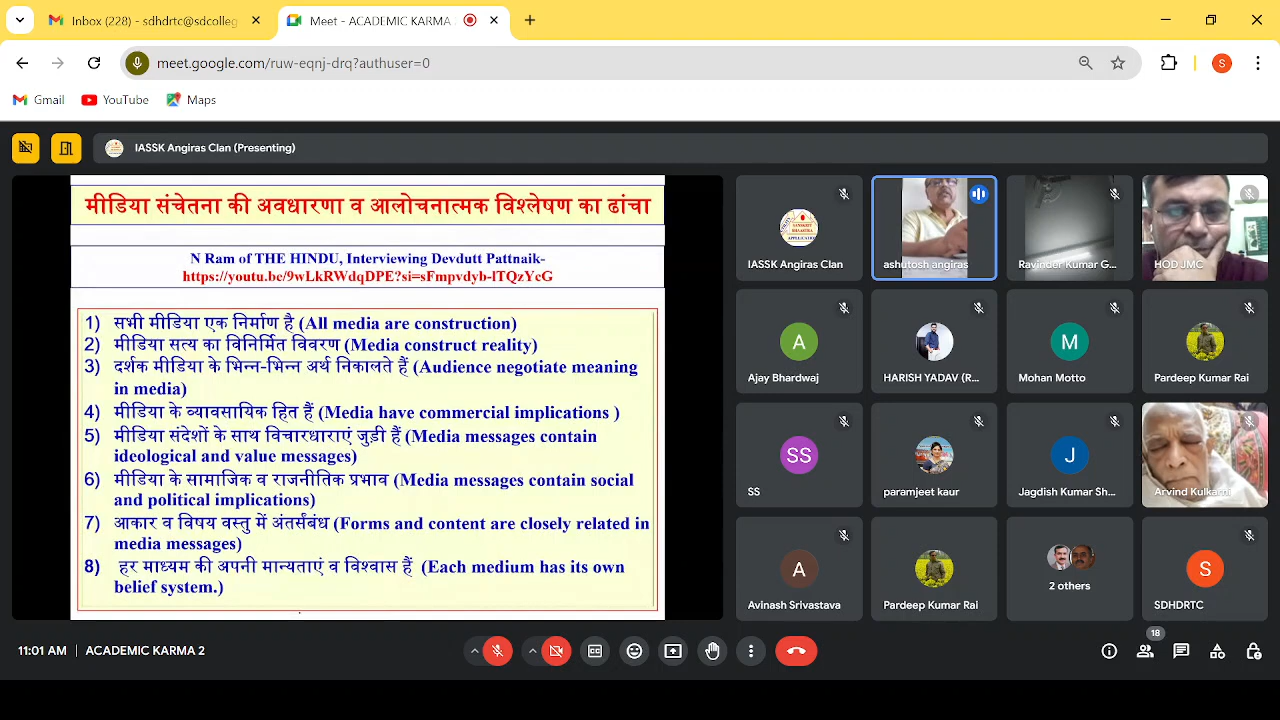 Inbox (228) - sdhdrtc@sdcolleg
Meet - ACADEMIC KARMA 2
meet.google.com/ruw-eqnj-drq?authuser=0
S
Gmail
YouTube
Maps
IASSK Angiras Clan (Presenting)
मीडिया संचेतना की अवधारणा व आलोचनात्मक विश्लेषण का ढांचा
N Ram of THE HINDU, Interviewing Devdutt Pattnaik-
https://youtu.be/9wLkRWdqDPE?si=sFmpvdyb-lTQzYcG
1) सभी मीडिया एक निर्माण है (All media are construction)
2) मीडिया सत्य का विनिर्मित विवरण (Media construct reality)
3) दर्शक मीडिया के भिन्न-भिन्न अर्थ निकालते हैं (Audience negotiate meaning
in media)
4) मीडिया के व्यावसायिक हित हैं (Media have commercial implications )
5) मीडिया संदेशों के साथ विचारधाराएं जुड़ी हैं (Media messages contain
ideological and value messages)
6) मीडिया के सामाजिक व राजनीतिक प्रभाव (Media messages contain social
and political implications)
7) आकार व विषय वस्तु में अंतर्संबंध (Forms and content are closely related in
media messages)
8) हर माध्यम की अपनी मान्यताएं व विश्वास हैं (Each medium has its own
belief system.)
IASSK Angiras Clan
ashutosh angiras
Ravinder Kumar G...
HOD JMC
A
Ajay Bhardwaj
HARISH YADAV (R...
M
Mohan Motto
Pardeep Kumar Rai
SS
SS
paramjeet kaur
J
Jagdish Kumar Sh...
Arvind Kulkarni
A
Avinash Srivastava
Pardeep Kumar Rai
2 others
S
SDHDRTC
11:01 AM
ACADEMIC KARMA 2
18